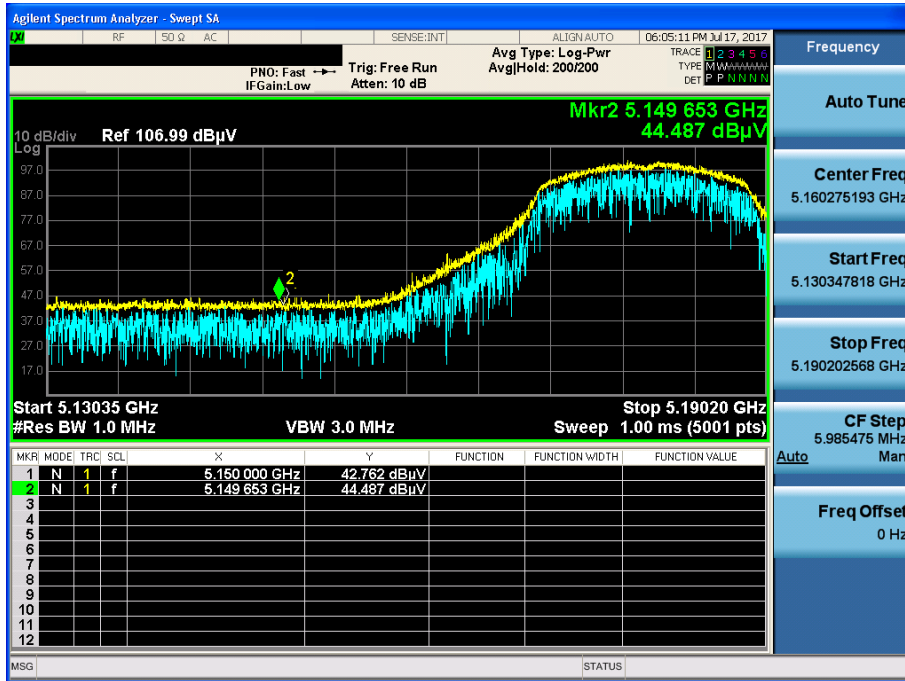 Agilent Spectrum Analyzer - Swept SA
LXI RF 50 Ω AC SENSE:INT ALIGN AUTO 06:05:11 PM Jul 17, 2017
PNO: Fast
IFGain:Low
Trig: Free Run
Atten: 10 dB
Avg Type: Log-Pwr
Avg|Hold: 200/200
TRACE 1 2 3 4 5 6
TYPE M W
DET P P N N N N
Mkr2 5.149 653 GHz
44.487 dBµV
10 dB/div Ref 106.99 dBµV
Log
97.0
87.0
77.0
67.0
57.0
47.0
37.0
27.0
17.0
2
Start 5.13035 GHz Stop 5.19020 GHz
#Res BW 1.0 MHz VBW 3.0 MHz Sweep 1.00 ms (5001 pts)
MKR MODE TRC SCL X Y FUNCTION FUNCTION WIDTH FUNCTION VALUE
1 N 1 f 5.150 000 GHz 42.762 dBµV
2 N 1 f 5.149 653 GHz 44.487 dBµV
3
4
5
6
7
8
9
10
11
12
MSG STATUS
Frequency
Auto Tune
Center Freq
5.160275193 GHz
Start Freq
5.130347818 GHz
Stop Freq
5.190202568 GHz
CF Step
5.985475 MHz
Auto Man
Freq Offset
0 Hz